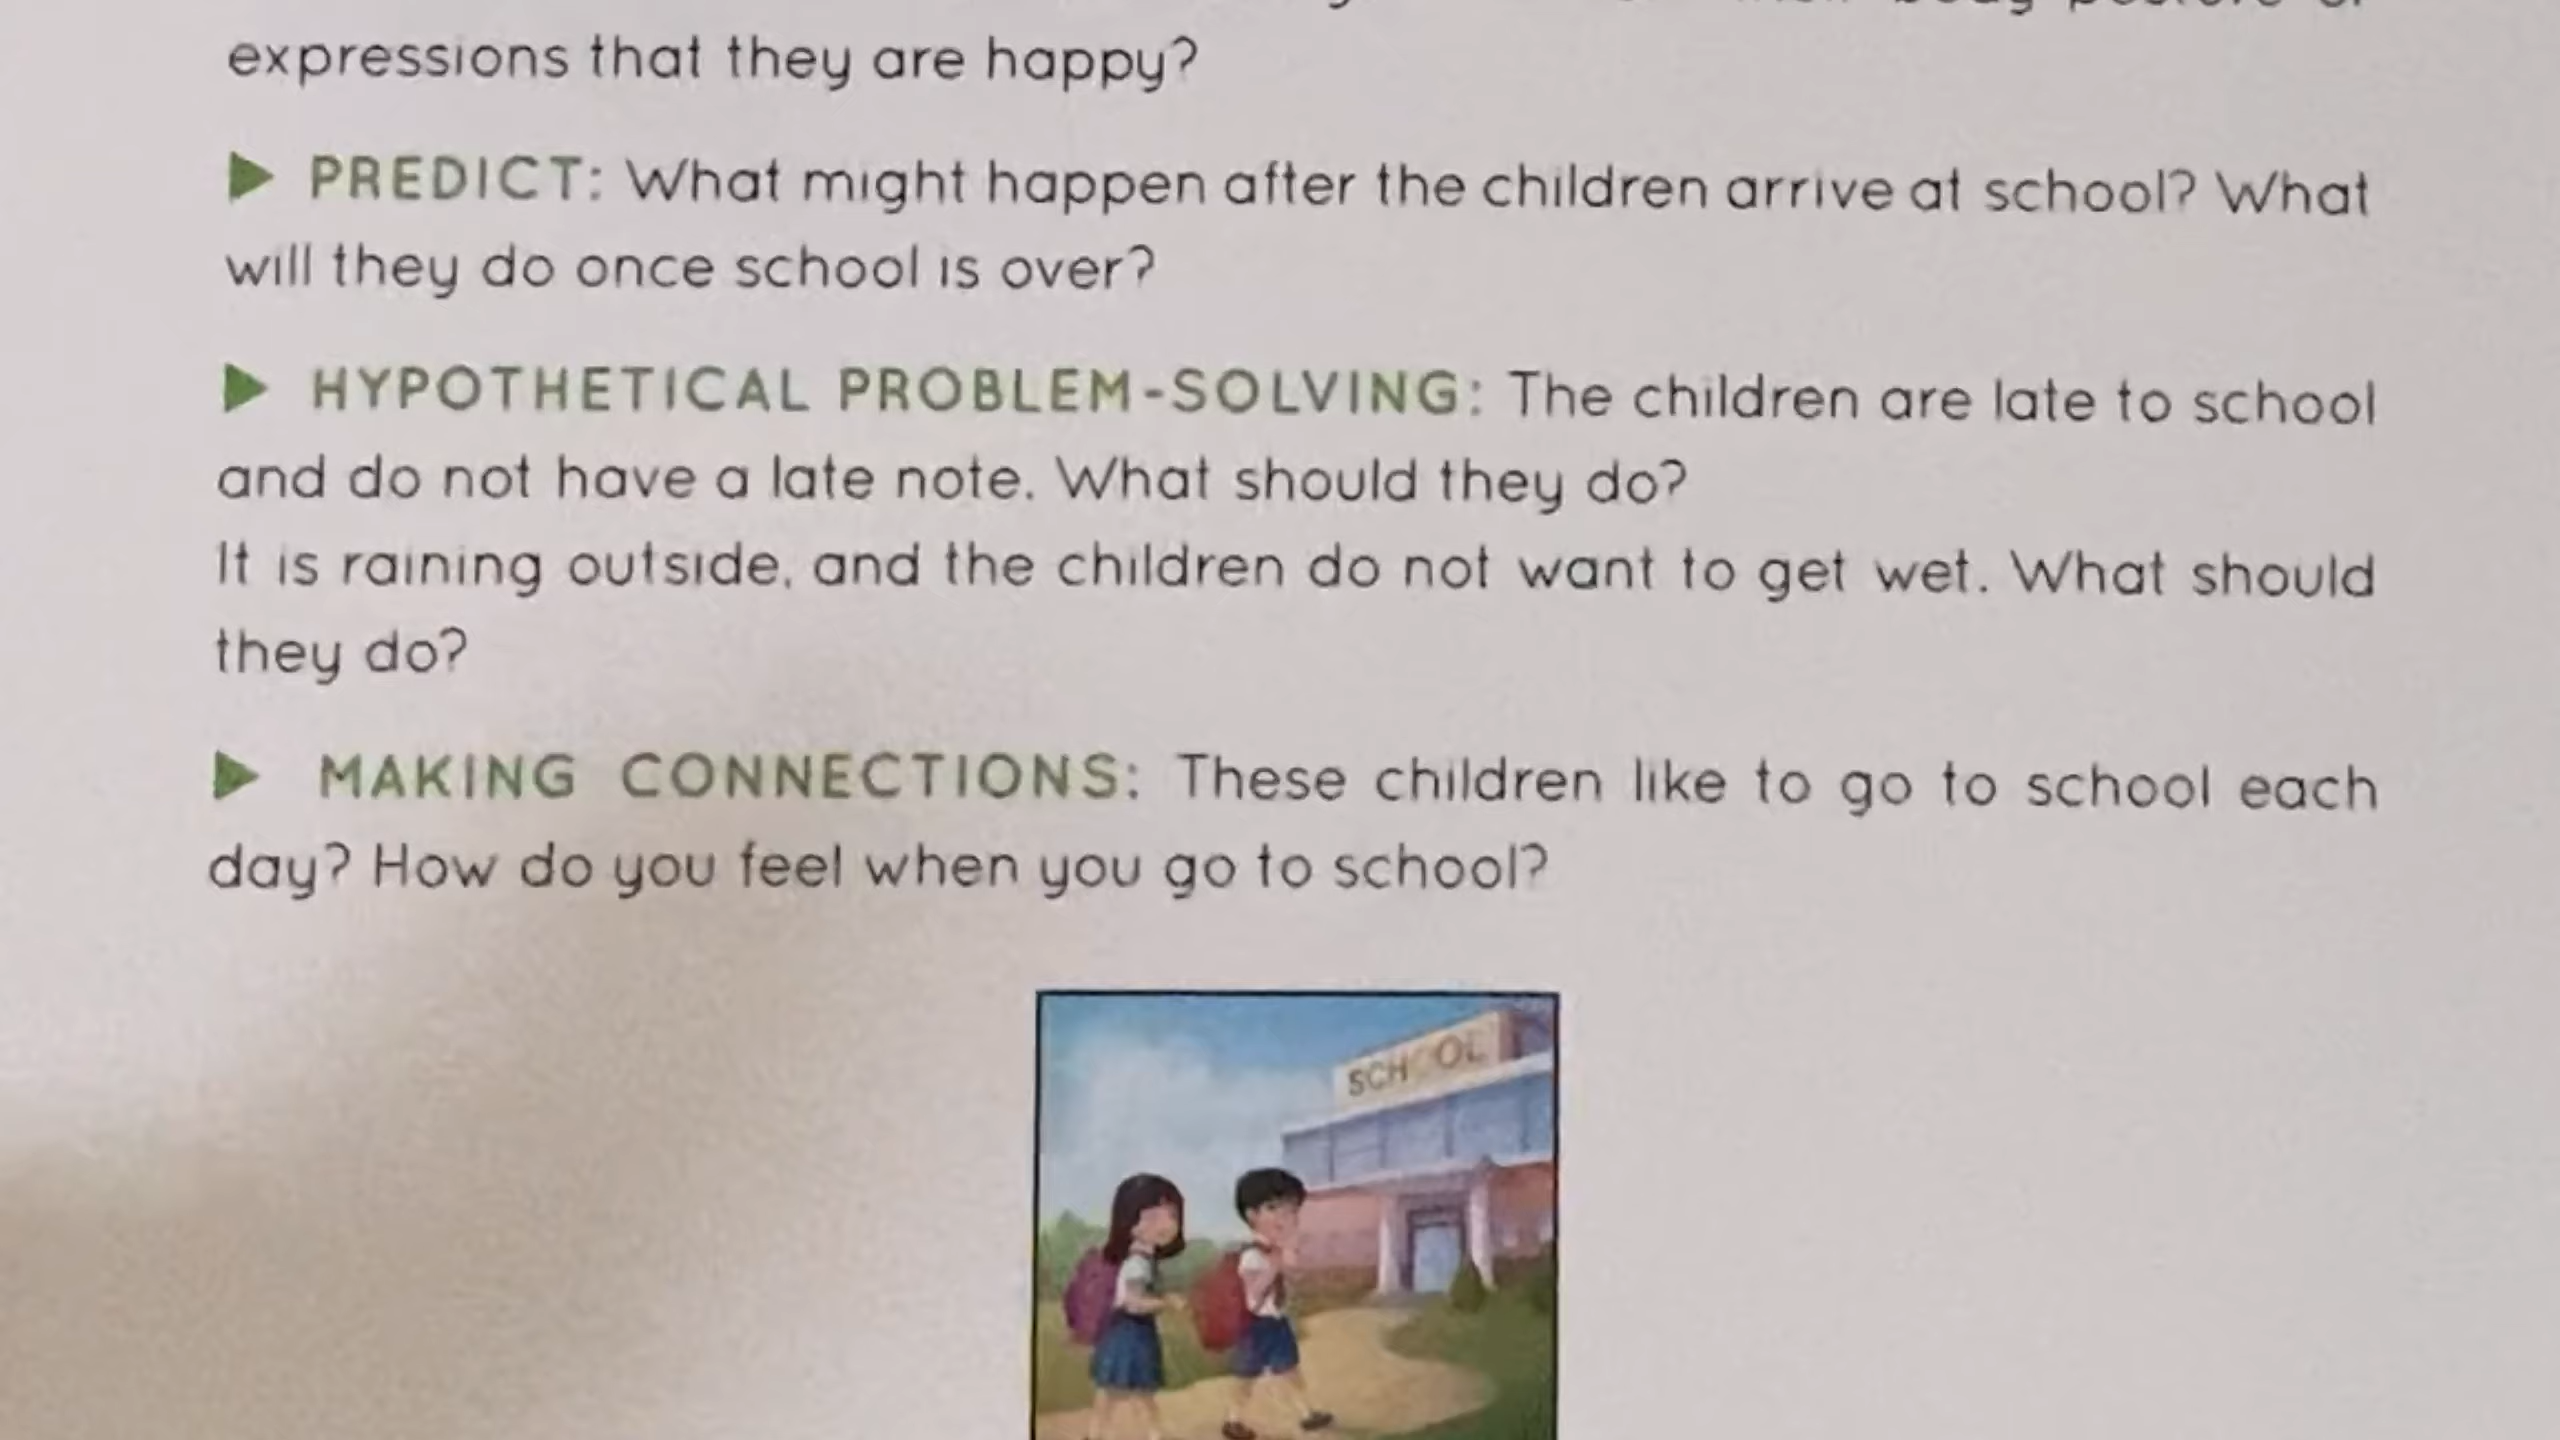 body posture or
expressions that they are happy?
▶ PREDICT: What might happen after the children arrive at school? What
will they do once school is over?
▶ HYPOTHETICAL PROBLEM-SOLVING: The children are late to school
and do not have a late note. What should they do?
It is raining outside, and the children do not want to get wet. What should
they do?
▶ MAKING CONNECTIONS: These children like to go to school each
day? How do you feel when you go to school?
SCHOOL